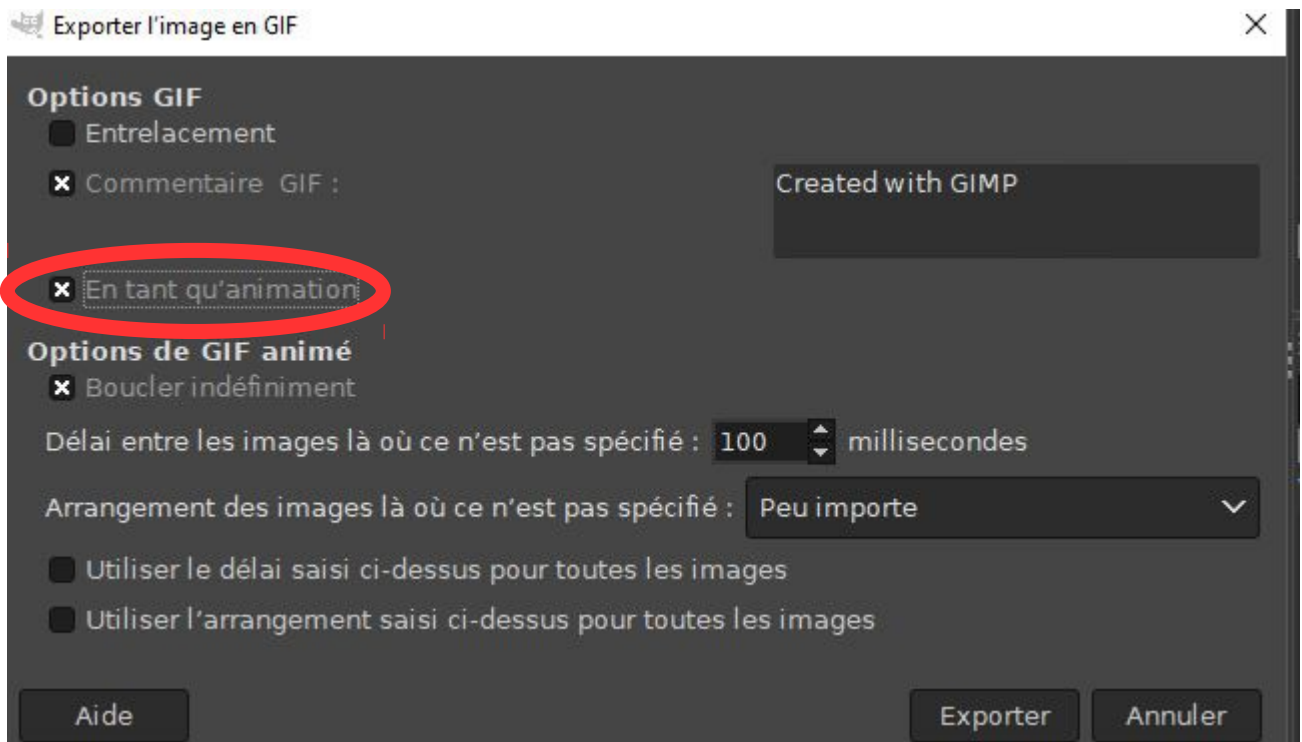 Exporter l'image en GIF
Options GIF
Entrelacement
Commentaire GIF :
Created with GIMP
En tant qu'animation
Options de GIF animé
Boucler indéfiniment
Délai entre les images là où ce n'est pas spécifié : 100 millisecondes
Arrangement des images là où ce n'est pas spécifié : Peu importe
Utiliser le délai saisi ci-dessus pour toutes les images
Utiliser l'arrangement saisi ci-dessus pour toutes les images
Aide Exporter Annuler